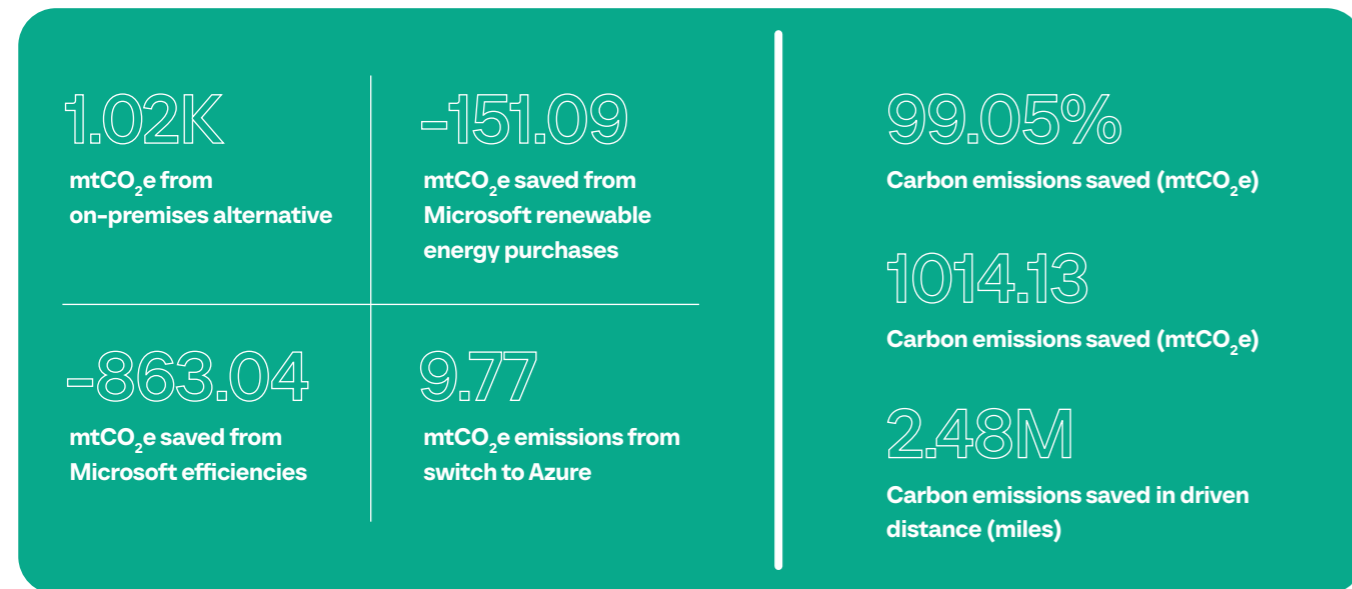 1.02K
mtCO₂e from
on-premises alternative
-151.09
mtCO₂e saved from
Microsoft renewable
energy purchases
-863.04
mtCO₂e saved from
Microsoft efficiencies
9.77
mtCO₂e emissions from
switch to Azure
99.05%
Carbon emissions saved (mtCO₂e)
1014.13
Carbon emissions saved (mtCO₂e)
2.48M
Carbon emissions saved in driven
distance (miles)